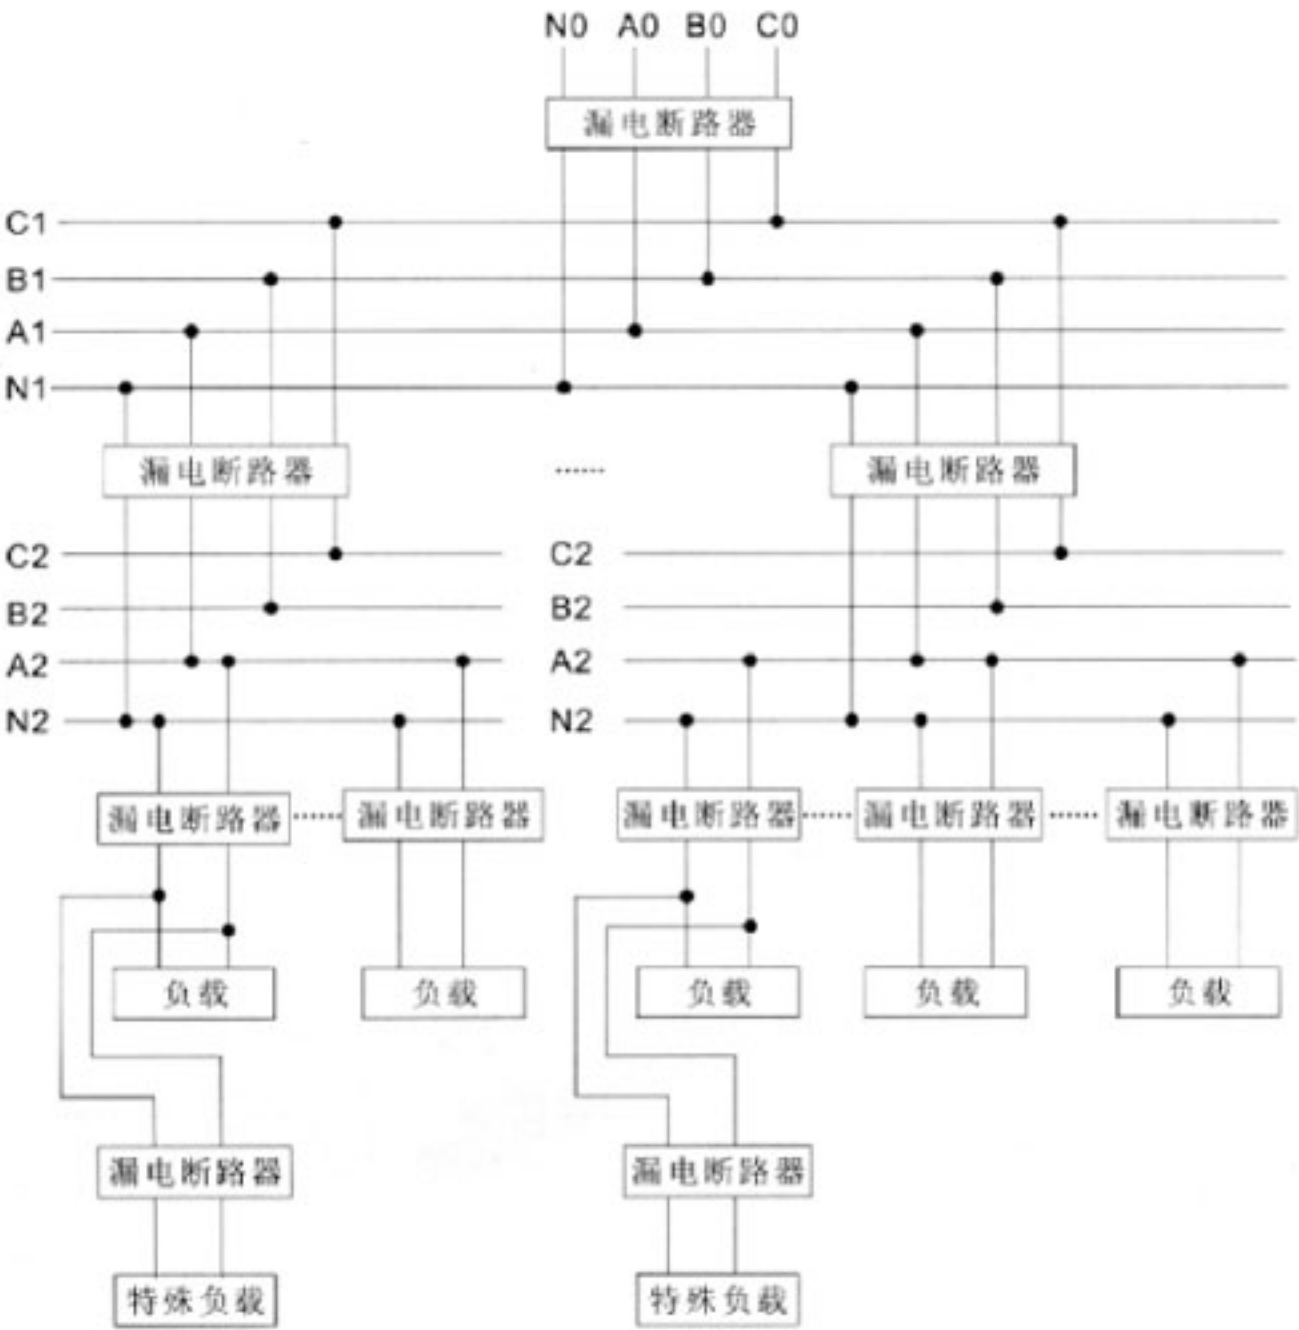 N0 A0 B0 C0
漏电断路器
C1
B1
A1
N1
漏电断路器 ...... 漏电断路器
C2 C2
B2 B2
A2 A2
N2 N2
漏电断路器 ...... 漏电断路器 漏电断路器 ...... 漏电断路器 ...... 漏电断路器
负载 负载 负载 负载 负载
漏电断路器 漏电断路器
特殊负载 特殊负载